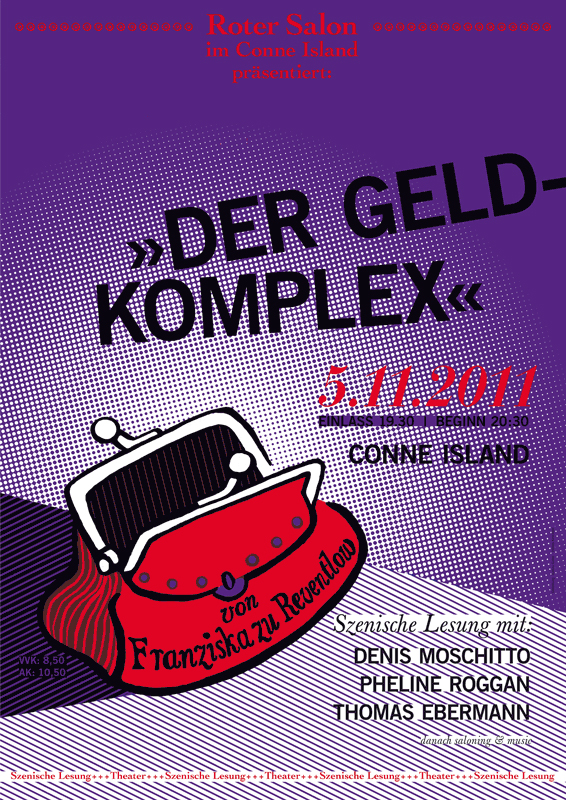 Roter Salon
im Conne Island
präsentiert:
»DER GELD-
KOMPLEX«
5.11.2011
EINLASS 19.30 | BEGINN 20:30
CONNE ISLAND
von
Franziska zu Reventlow
VVK: 8,50
AK: 10,50
Szenische Lesung mit:
DENIS MOSCHITTO
PHELINE ROGGAN
THOMAS EBERMANN
danach saloning & music
Szenische Lesung+++Theater+++Szenische Lesung+++Theater+++Szenische Lesung+++Theater+++Szenische Lesung